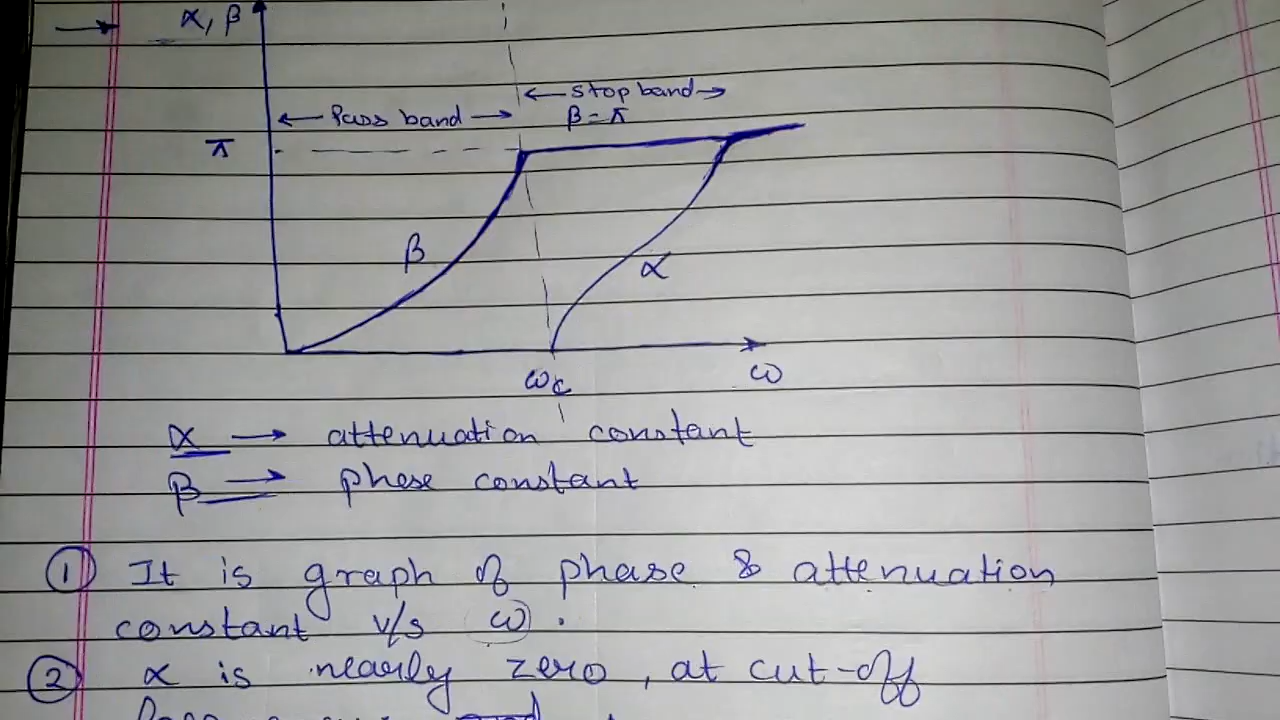 α, β
← Stop band →
← Pass band →
β = π
π
β
α
ωc
ω
α → attenuation constant
β → phese constant
① It is graph of phase & attenuation
constant v/s ω.
② α is nearly zero, at cut-off